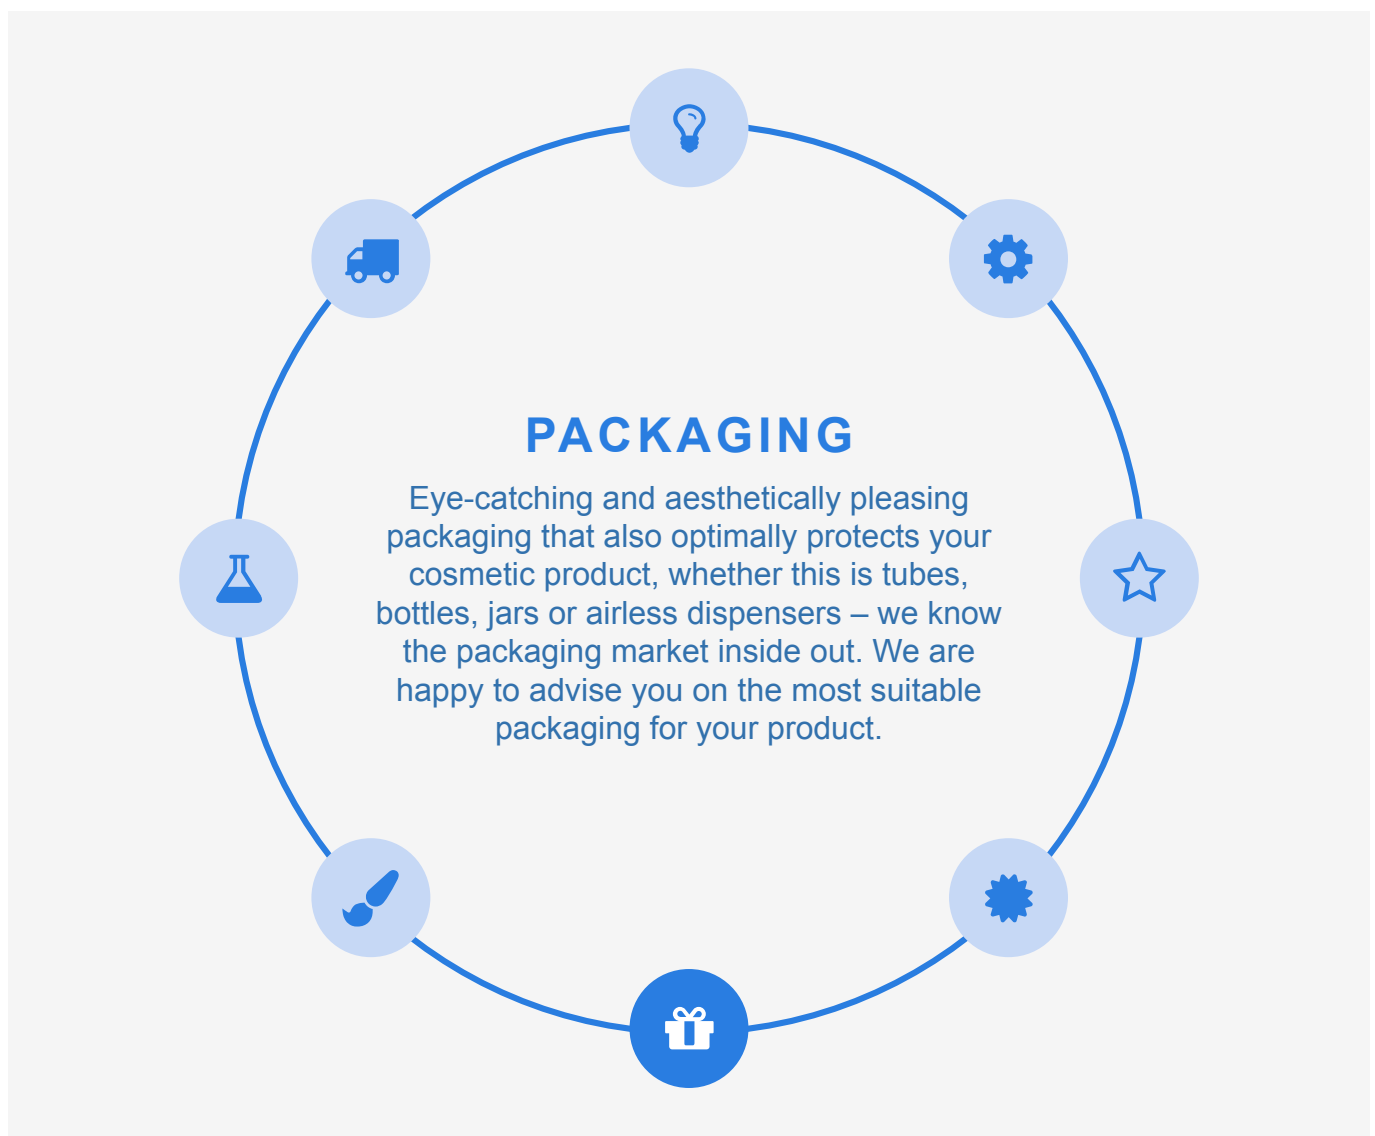 PACKAGING
Eye-catching and aesthetically pleasing
packaging that also optimally protects your
cosmetic product, whether this is tubes,
bottles, jars or airless dispensers – we know
the packaging market inside out. We are
happy to advise you on the most suitable
packaging for your product.